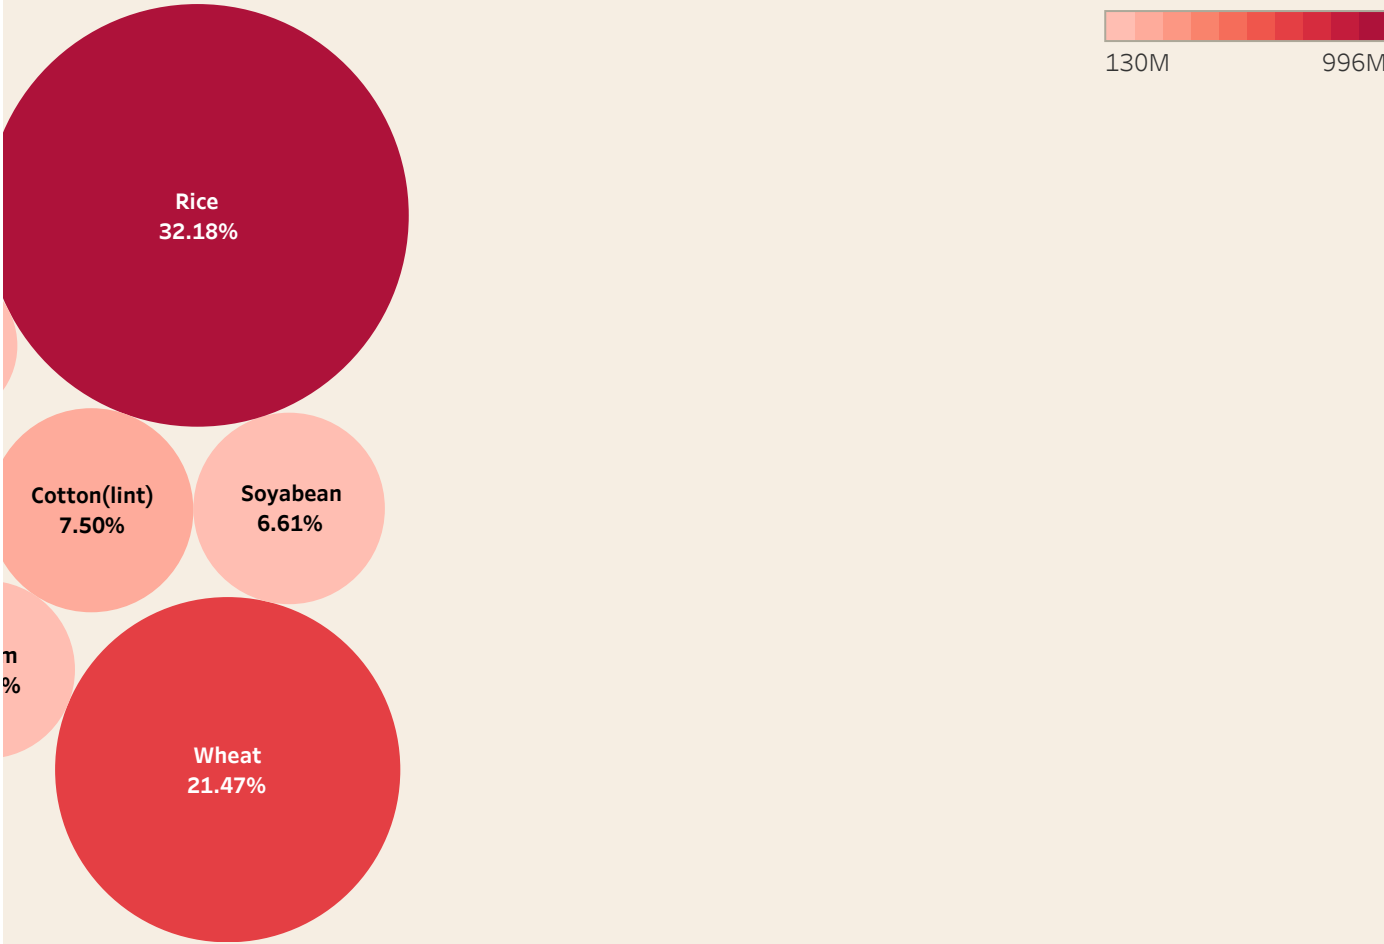 130M 996M
Rice
32.18%
Cotton(lint)
7.50%
Soyabean
6.61%
%
Wheat
21.47%